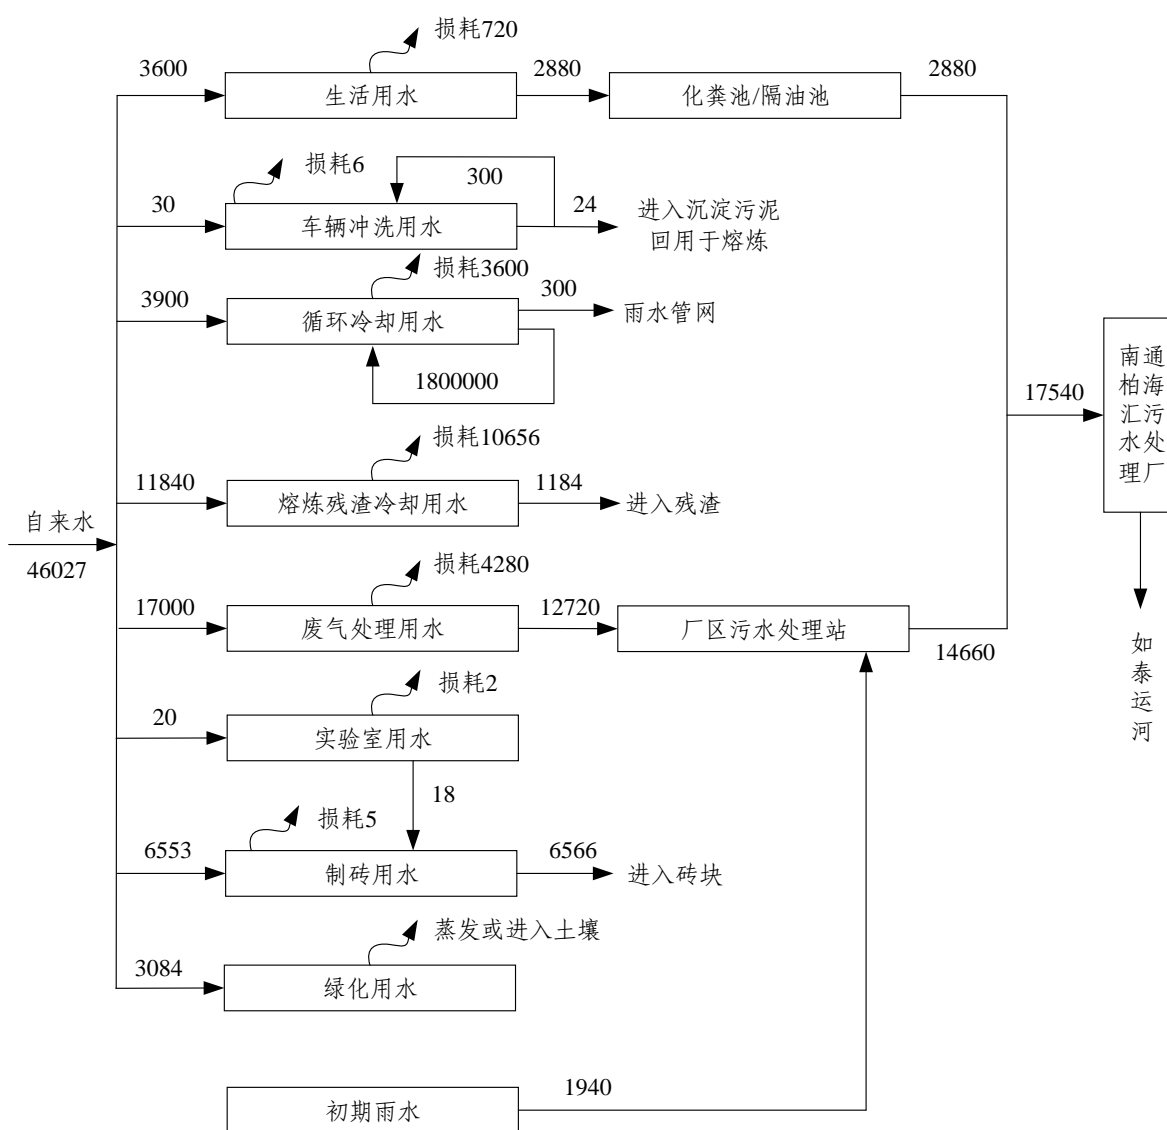 损耗720
3600
生活用水
2880
化粪池/隔油池
2880
损耗6
300
30
车辆冲洗用水
24
进入沉淀污泥
回用于熔炼
损耗3600
3900
循环冷却用水
300
雨水管网
1800000
南通
柏海
汇污
水处
理厂
17540
损耗10656
11840
熔炼残渣冷却用水
1184
进入残渣
自来水
46027
损耗4280
17000
废气处理用水
12720
厂区污水处理站
14660
如
泰
运
河
损耗2
20
实验室用水
18
损耗5
6553
制砖用水
6566
进入砖块
蒸发或进入土壤
3084
绿化用水
1940
初期雨水